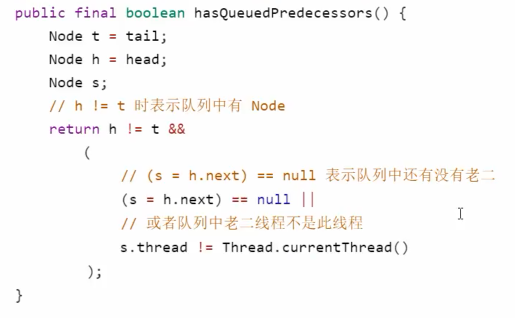 public final boolean hasQueuedPredecessors() {
Node t = tail;
Node h = head;
Node s;
// h != t 时表示队列中有 Node
return h != t &&
(
// (s = h.next) == null 表示队列中还有没有老二
(s = h.next) == null ||
// 或者队列中老二线程不是此线程
s.thread != Thread.currentThread()
);
}